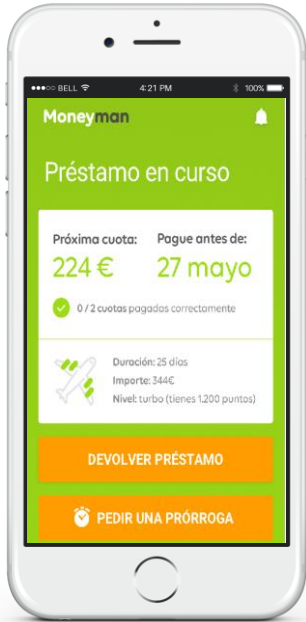 BELL
4:21 PM
100%
Moneyman
Préstamo en curso
Próxima cuota:
Pague antes de:
224 €
27 mayo
0 / 2 cuotas pagadas correctamente
Duración: 25 días
Importe: 344€
Nivel: turbo (tienes 1.200 puntos)
DEVOLVER PRÉSTAMO
PEDIR UNA PRÓRROGA